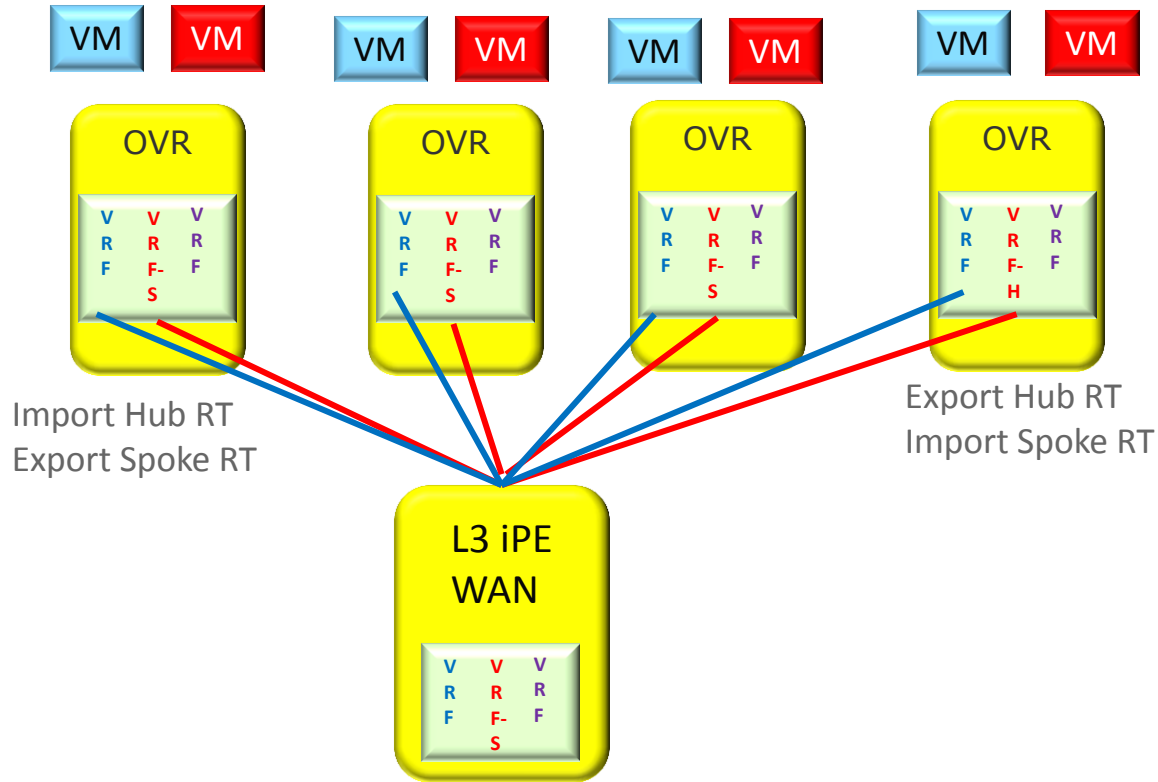 VM VM VM VM VM VM VM VM
OVR OVR OVR OVR
V V V
R R R
F F- F
S
V V V
R R R
F F- F
S
V V V
R R R
F F- F
S
V V V
R R R
F F- F
H
Import Hub RT
Export Spoke RT
Export Hub RT
Import Spoke RT
L3 iPE
WAN
V V V
R R R
F F- F
S